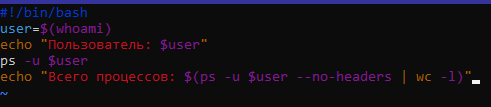 #!/bin/bash
user=$(whoami)
echo "Пользователь: $user"
ps -u $user
echo "Всего процессов: $(ps -u $user --no-headers | wc -l)"
~